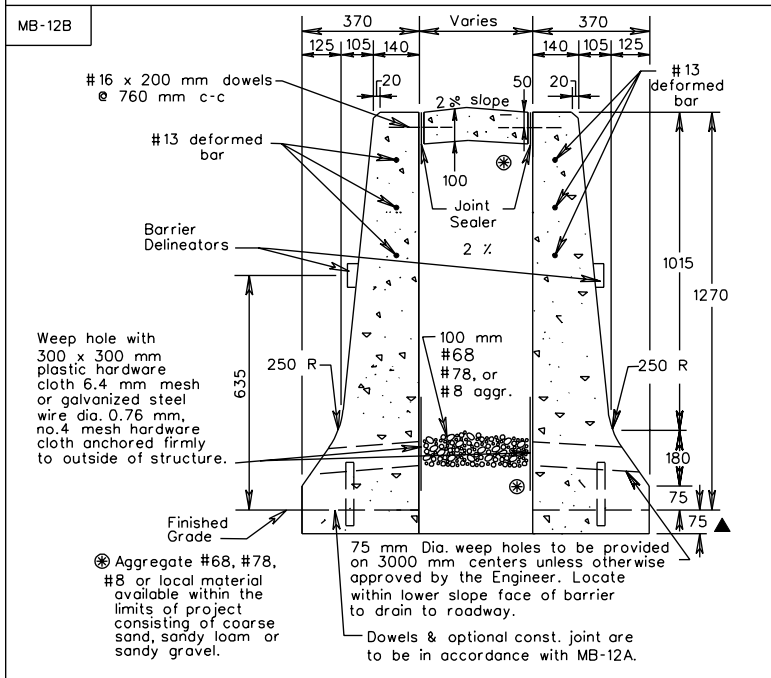 MB-12B
370 Varies 370
125 105 140 140 105 125
20 50 20
#16 x 200 mm dowels
@ 760 mm c-c
2% slope
#13
deformed
bar
#13 deformed
bar
100
Joint
Sealer
Barrier
Delineators
2 %
1015
1270
Weep hole with
300 x 300 mm
plastic hardware
cloth 6.4 mm mesh
or galvanized steel
wire dia. 0.76 mm,
no.4 mesh hardware
cloth anchored firmly
to outside of structure.
250 R
635
100 mm
#68
#78, or
#8 aggr.
250 R
180
75
75
Finished
Grade
Aggregate #68, #78,
#8 or local material
available within the
limits of project
consisting of coarse
sand, sandy loam or
sandy gravel.
75 mm Dia. weep holes to be provided
on 3000 mm centers unless otherwise
approved by the Engineer. Locate
within lower slope face of barrier
to drain to roadway.
Dowels & optional const. joint are
to be in accordance with MB-12A.